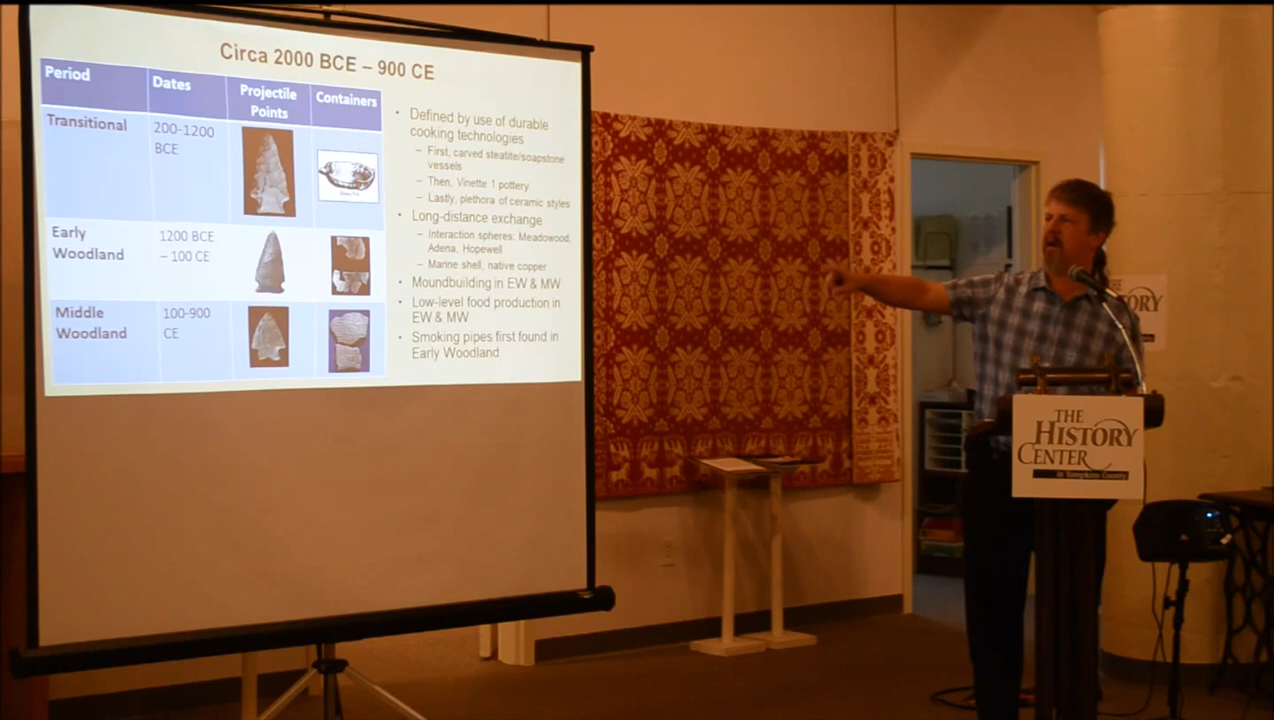 Circa 2000 BCE – 900 CE
Period
Dates
Projectile
Points
Containers
Transitional
200-1200
BCE
Early
Woodland
1200 BCE
– 100 CE
Middle
Woodland
100-900
CE
• Defined by use of durable
cooking technologies
– First, carved steatite/soapstone
vessels
– Then, Vinette 1 pottery
– Lastly, plethora of ceramic styles
• Long-distance exchange
– Interaction spheres: Meadowood,
Adena, Hopewell
– Marine shell, native copper
• Moundbuilding in EW & MW
• Low-level food production in
EW & MW
• Smoking pipes first found in
Early Woodland
THE
HISTORY
CENTER
in Tompkins County
THE